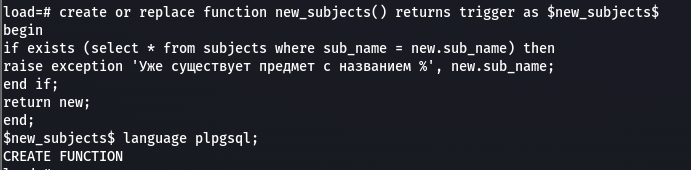 load=# create or replace function new_subjects() returns trigger as $new_subjects$
begin
if exists (select * from subjects where sub_name = new.sub_name) then
raise exception 'Уже существует предмет с названием %', new.sub_name;
end if;
return new;
end;
$new_subjects$ language plpgsql;
CREATE FUNCTION